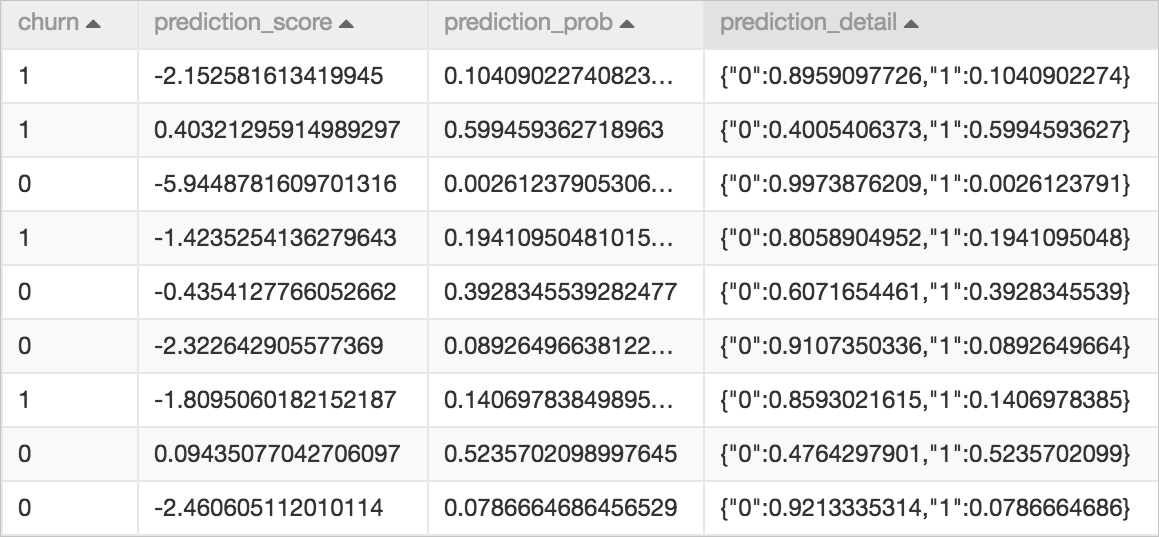 churn prediction_score prediction_prob prediction_detail
1 -2.152581613419945 0.10409022740823... {"0":0.8959097726,"1":0.1040902274}
1 0.40321295914989297 0.599459362718963 {"0":0.4005406373,"1":0.5994593627}
0 -5.9448781609701316 0.00261237905306... {"0":0.9973876209,"1":0.0026123791}
1 -1.4235254136279643 0.19410950481015... {"0":0.8058904952,"1":0.1941095048}
0 -0.4354127766052662 0.3928345539282477 {"0":0.6071654461,"1":0.3928345539}
0 -2.322642905577369 0.08926496638122... {"0":0.9107350336,"1":0.0892649664}
1 -1.8095060182152187 0.14069783849895... {"0":0.8593021615,"1":0.1406978385}
0 0.09435077042706097 0.5235702098997645 {"0":0.4764297901,"1":0.5235702099}
0 -2.460605112010114 0.0786664686456529 {"0":0.9213335314,"1":0.0786664686}